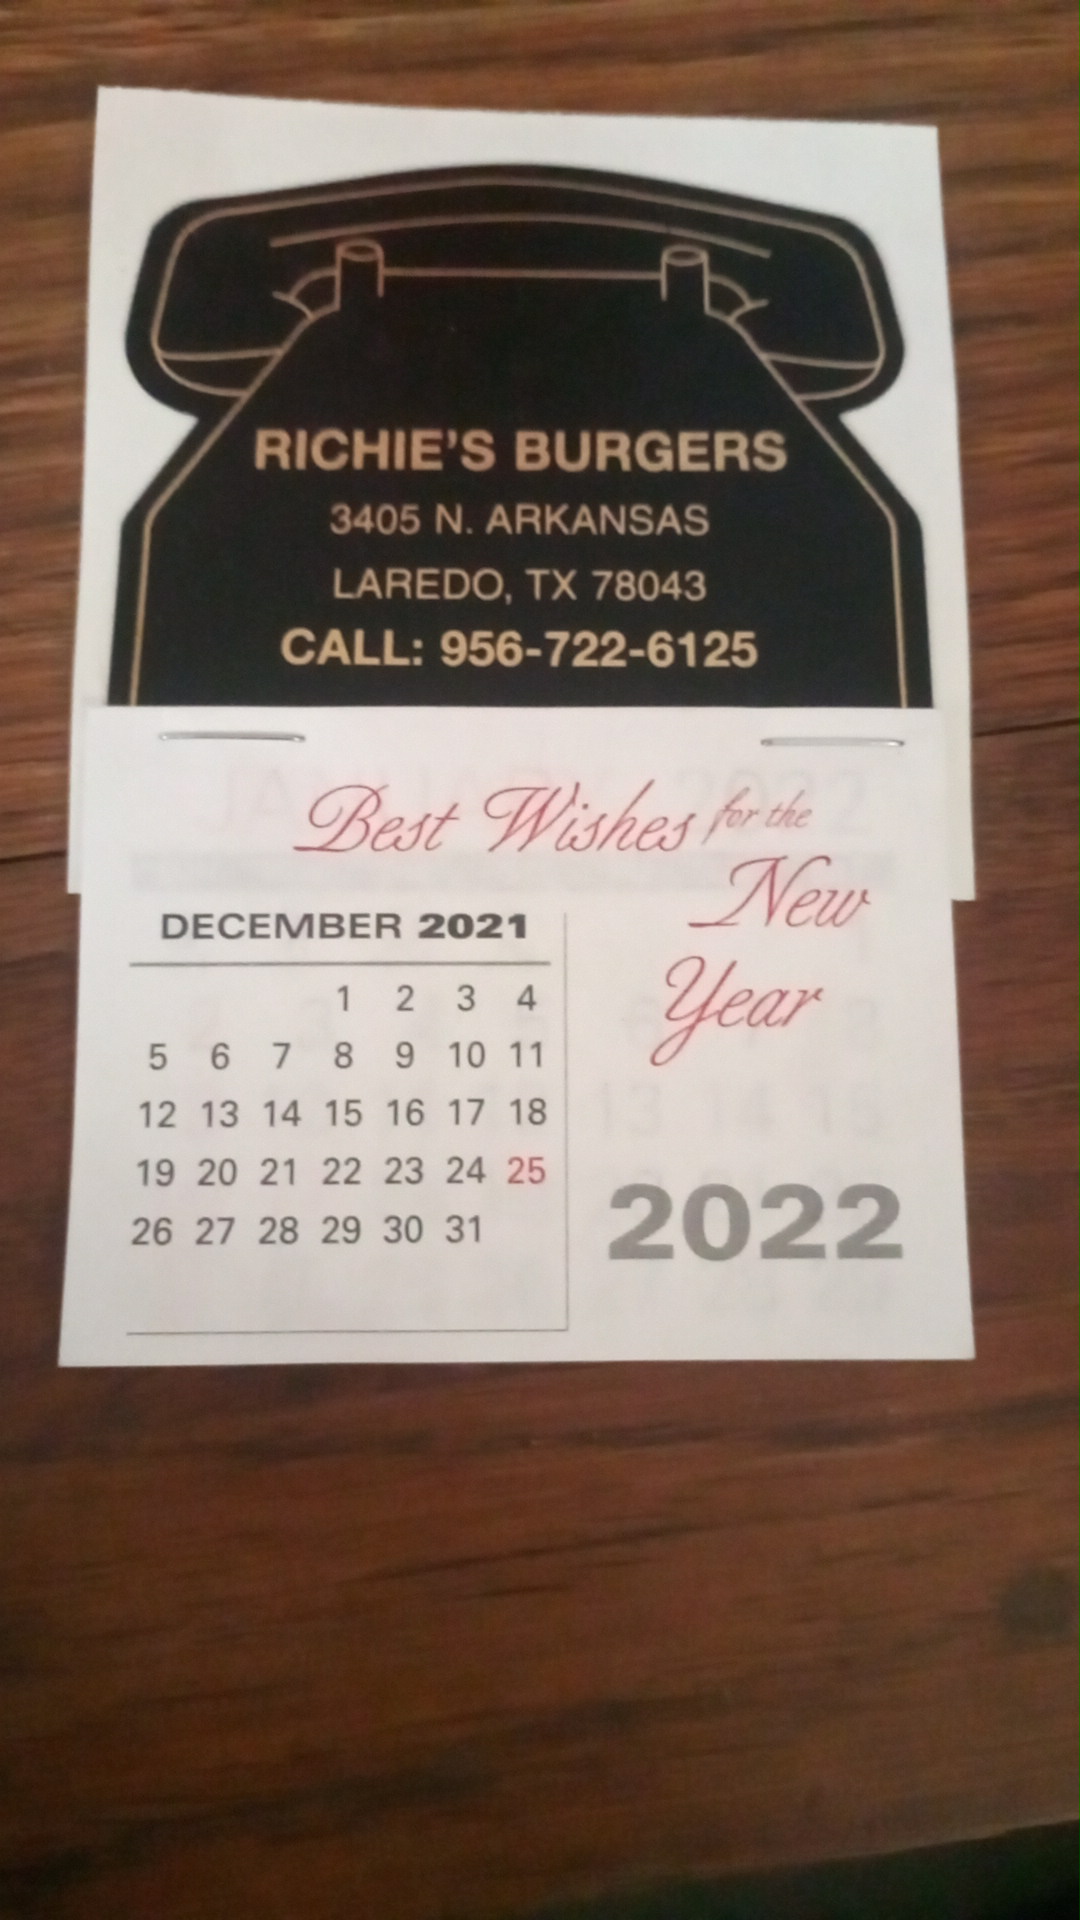 RICHIE'S BURGERS
3405 N. ARKANSAS
LAREDO, TX 78043
CALL: 956-722-6125
Best Wishes for the
New
Year
DECEMBER 2021
1 2 3 4
5 6 7 8 9 10 11
12 13 14 15 16 17 18
19 20 21 22 23 24 25
26 27 28 29 30 31
2022